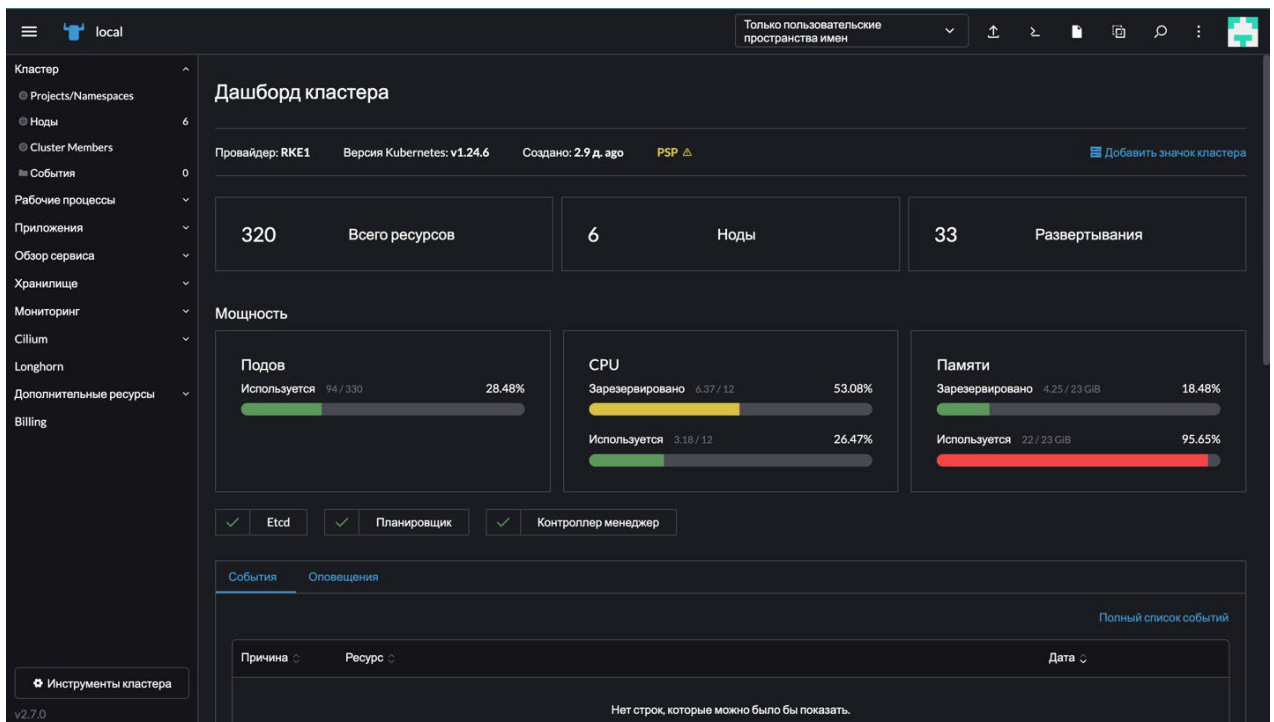 local
Только пользовательские
пространства имен
Кластер
Projects/Namespaces
Ноды 6
Cluster Members
События 0
Рабочие процессы
Приложения
Обзор сервиса
Хранилище
Мониторинг
Cilium
Longhorn
Дополнительные ресурсы
Billing
Инструменты кластера
v2.7.0
Дашборд кластера
Провайдер: RKE1 Версия Kubernetes: v1.24.6 Создано: 2.9 д. ago PSP Добавить значок кластера
320 Всего ресурсов 6 Ноды 33 Развертывания
Мощность
Подов
Используется 94 / 330 28.48%
CPU
Зарезервировано 6.37 / 12 53.08%
Используется 3.18 / 12 26.47%
Памяти
Зарезервировано 4.25 / 23 GiB 18.48%
Используется 22 / 23 GiB 95.65%
Etcd Планировщик Контроллер менеджер
События Оповещения
Полный список событий
Причина Ресурс Дата
Нет строк, которые можно было бы показать.